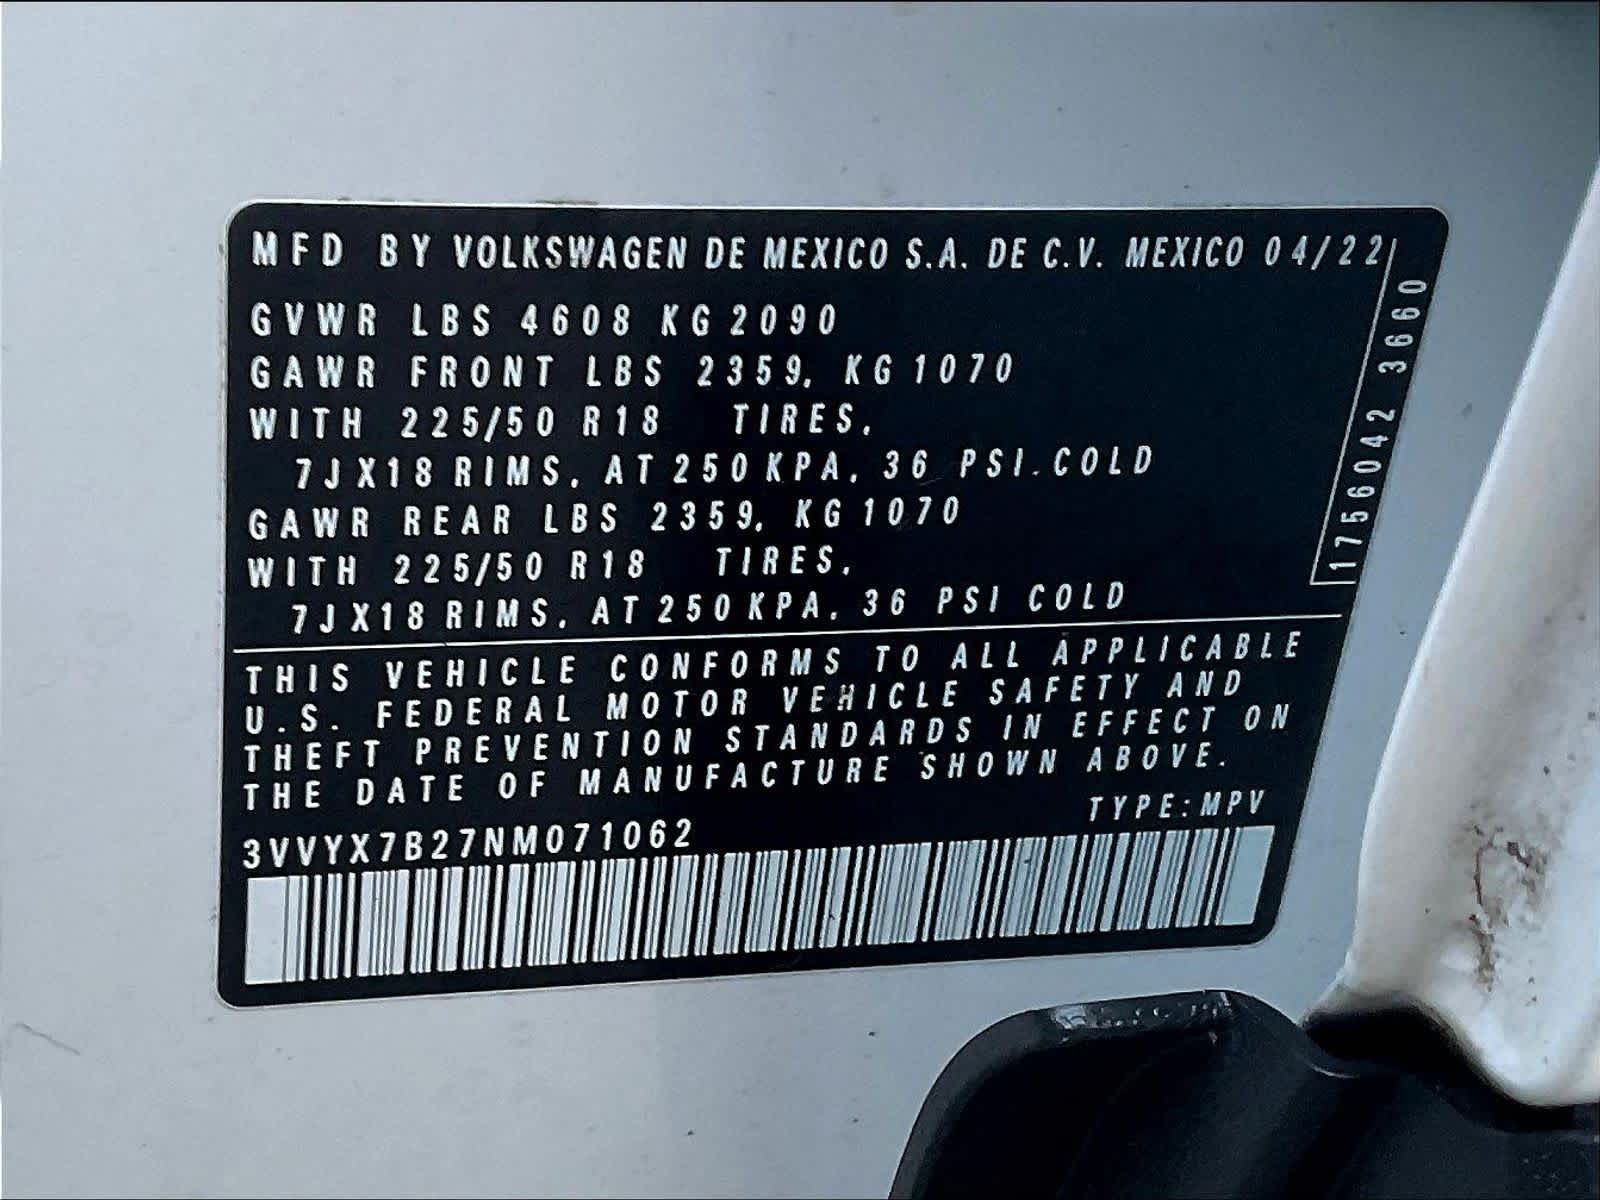 MFD BY VOLKSWAGEN DE MEXICO S.A. DE C.V. MEXICO 04/22
GVWR LBS 4608 KG 2090
GAWR FRONT LBS 2359, KG 1070
WITH 225/50 R18 TIRES,
7JX18 RIMS, AT 250 KPA, 36 PSI.COLD
GAWR REAR LBS 2359, KG 1070
WITH 225/50 R18 TIRES,
7JX18 RIMS, AT 250 KPA, 36 PSI COLD
1756042 3660
THIS VEHICLE CONFORMS TO ALL APPLICABLE
U.S. FEDERAL MOTOR VEHICLE SAFETY AND
THEFT PREVENTION STANDARDS IN EFFECT ON
THE DATE OF MANUFACTURE SHOWN ABOVE.
TYPE:MPV
3VVYX7B27NM071062